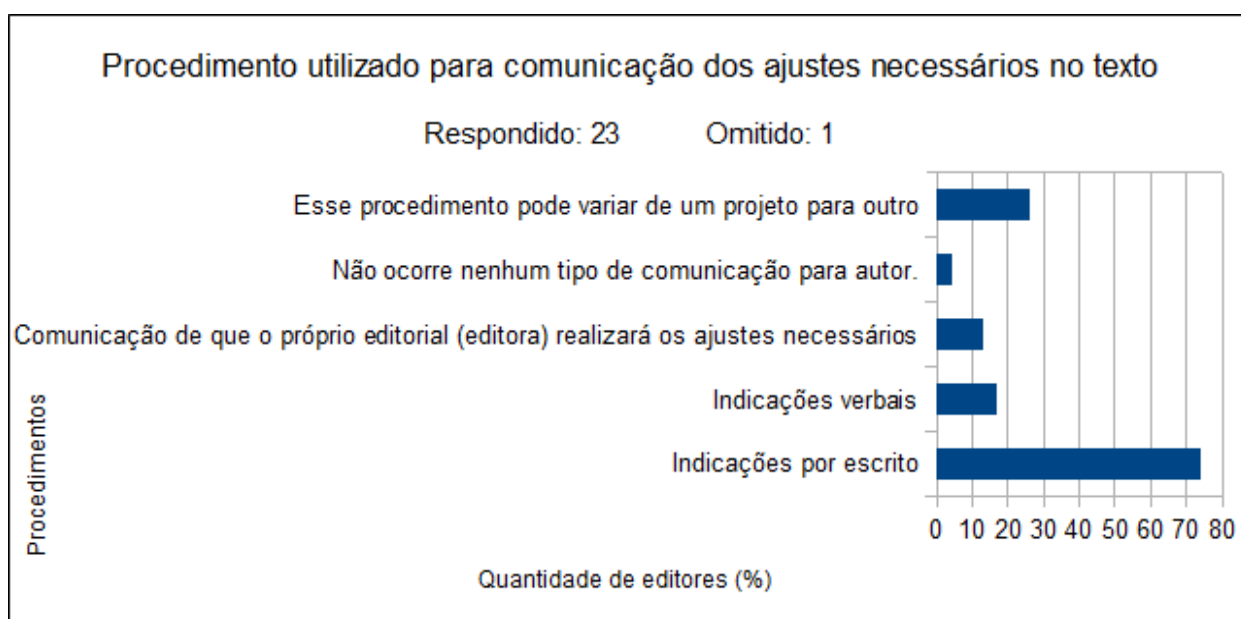 Procedimento utilizado para comunicação dos ajustes necessários no texto
Respondido: 23 Omitido: 1
Esse procedimento pode variar de um projeto para outro
Não ocorre nenhum tipo de comunicação para autor.
Comunicação de que o próprio editorial (editora) realizará os ajustes necessários
Indicações verbais
Indicações por escrito
Procedimentos
0 10 20 30 40 50 60 70 80
Quantidade de editores (%)